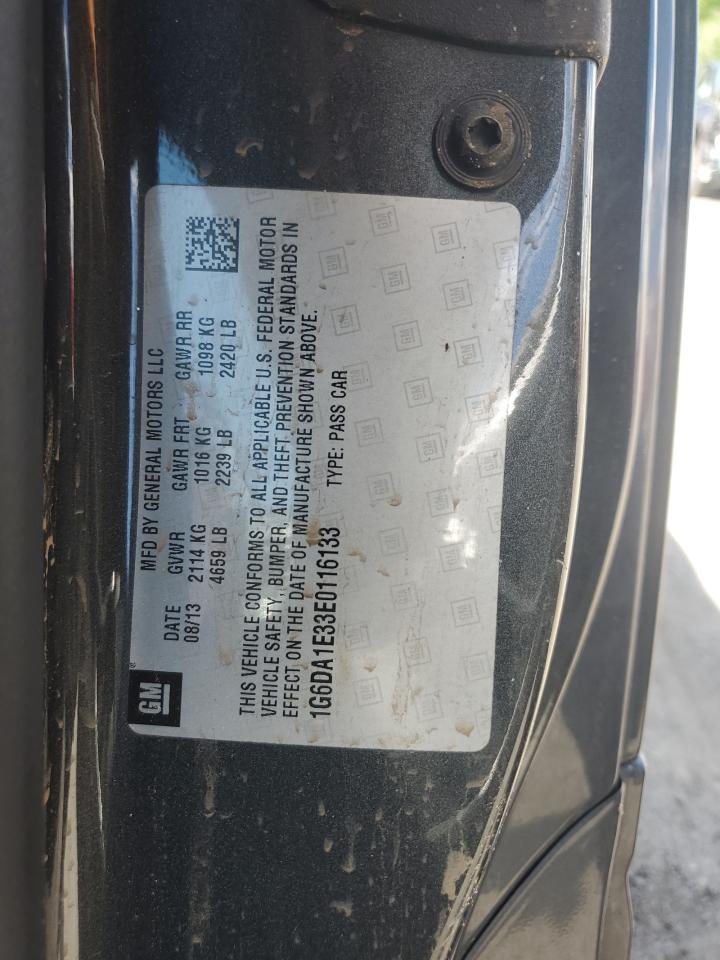 GM
MFD BY GENERAL MOTORS LLC
DATE GVWR GAWR FRT GAWR RR
08/13 2114 KG 1016 KG 1098 KG
4659 LB 2239 LB 2420 LB
THIS VEHICLE CONFORMS TO ALL APPLICABLE U.S. FEDERAL MOTOR
VEHICLE SAFETY, BUMPER, AND THEFT PREVENTION STANDARDS IN
EFFECT ON THE DATE OF MANUFACTURE SHOWN ABOVE.
1G6DA1E33E0116133 TYPE: PASS CAR